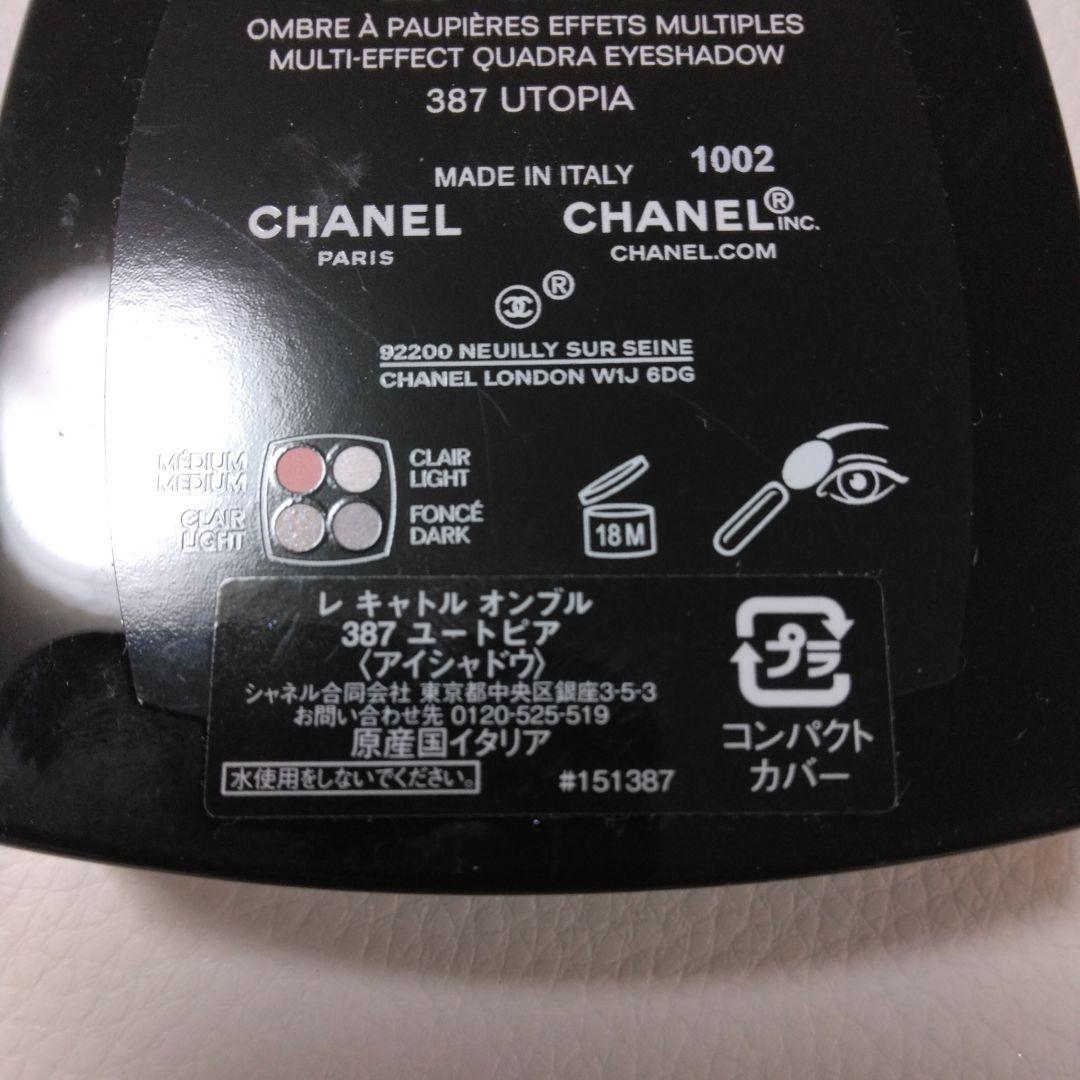 OMBRE À PAUPIÈRES EFFETS MULTIPLES
MULTI-EFFECT QUADRA EYESHADOW
387 UTOPIA
MADE IN ITALY 1002
CHANEL CHANEL® INC.
PARIS CHANEL.COM
®
92200 NEUILLY SUR SEINE
CHANEL LONDON W1J 6DG
MÉDIUM CLAIR
MEDIUM LIGHT
CLAIR FONCÉ
LIGHT DARK
18M
レ キャトル オンブル
387 ユートピア
〈アイシャドウ〉
シャネル合同会社 東京都中央区銀座3-5-3
お問い合わせ先 0120-525-519
原産国イタリア
水使用をしないでください。 #151387
プラ
コンパクト
カバー